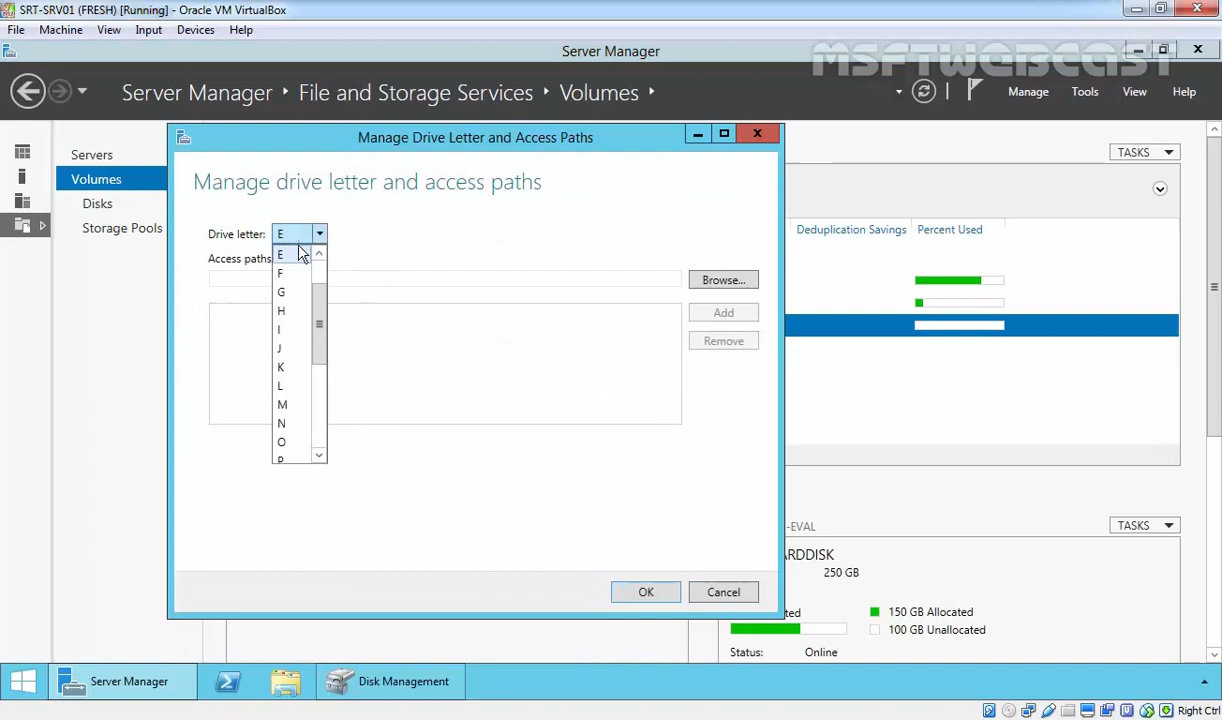 SRT-SRV01 (FRESH) [Running] - Oracle VM VirtualBox
File Machine View Input Devices Help
Server Manager
MSFTWEBCAST
Server Manager File and Storage Services Volumes
Manage Tools View Help
Servers
Volumes
Disks
Storage Pools
TASKS
Deduplication Savings Percent Used
Manage Drive Letter and Access Paths
Manage drive letter and access paths
Drive letter: E
Access paths
E
F
G
H
I
J
K
L
M
N
O
P
Browse...
Add
Remove
OK Cancel
-EVAL
TASKS
ARDDISK
250 GB
ted
150 GB Allocated
100 GB Unallocated
Status: Online
Server Manager
Disk Management
Right Ctrl